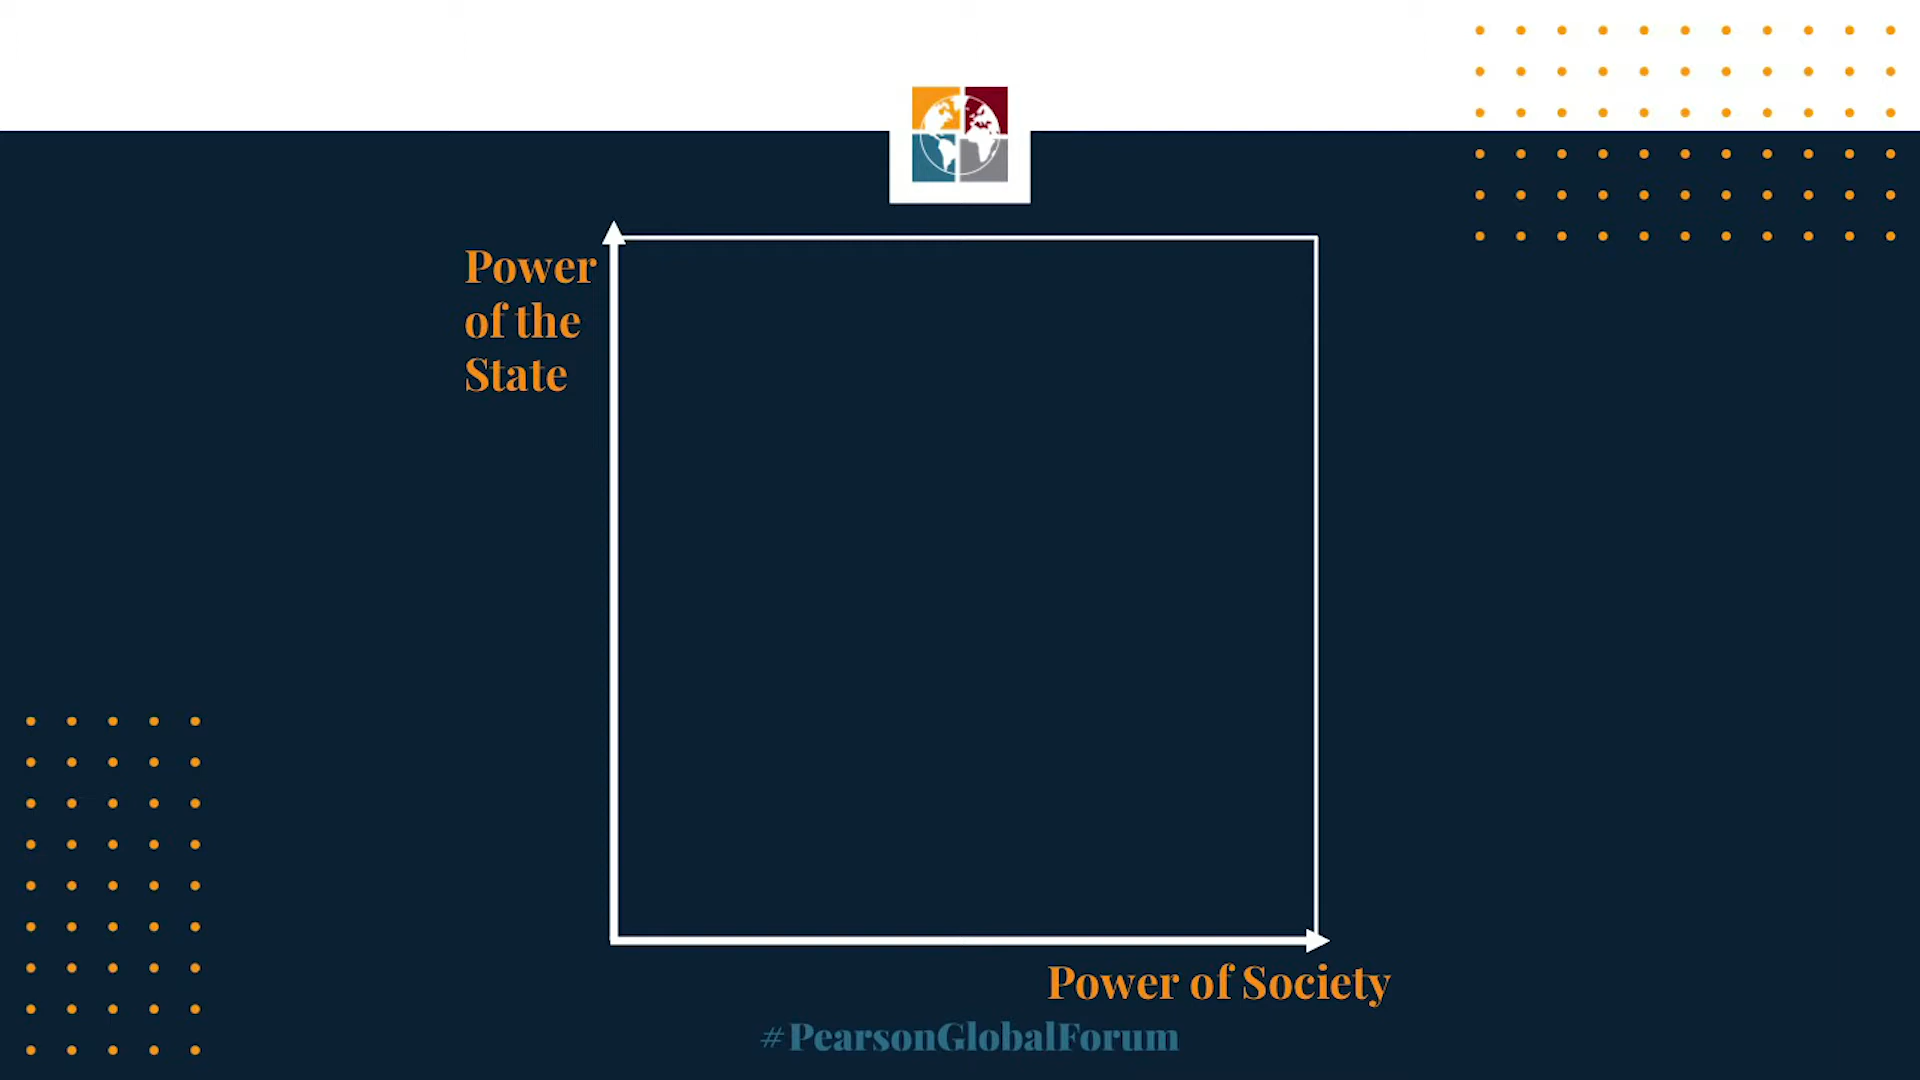 Power
of the
State
Power of Society
#PearsonGlobalForum